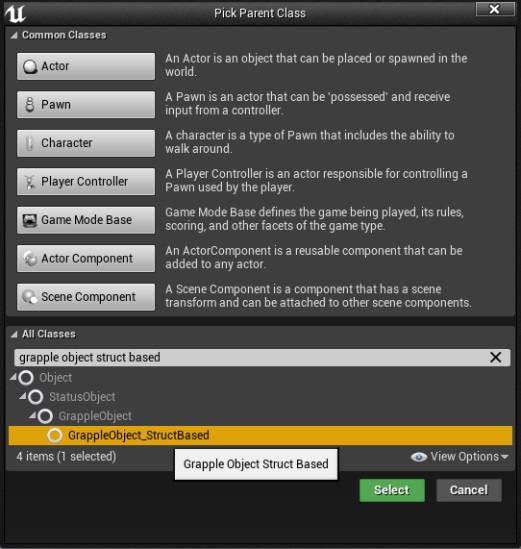 Pick Parent Class
Common Classes
Actor
An Actor is an object that can be placed or spawned in the
world.
Pawn
A Pawn is an actor that can be 'possessed' and receive
input from a controller.
Character
A character is a type of Pawn that includes the ability to
walk around.
Player Controller
A Player Controller is an actor responsible for controlling a
Pawn used by the player.
Game Mode Base
Game Mode Base defines the game being played, its rules,
scoring, and other facets of the game type.
Actor Component
An ActorComponent is a reusable component that can be
added to any actor.
Scene Component
A Scene Component is a component that has a scene
transform and can be attached to other scene components.
All Classes
grapple object struct based
Object
StatusObject
GrappleObject
GrappleObject_StructBased
4 items (1 selected)
Grapple Object Struct Based
View Options
Select
Cancel